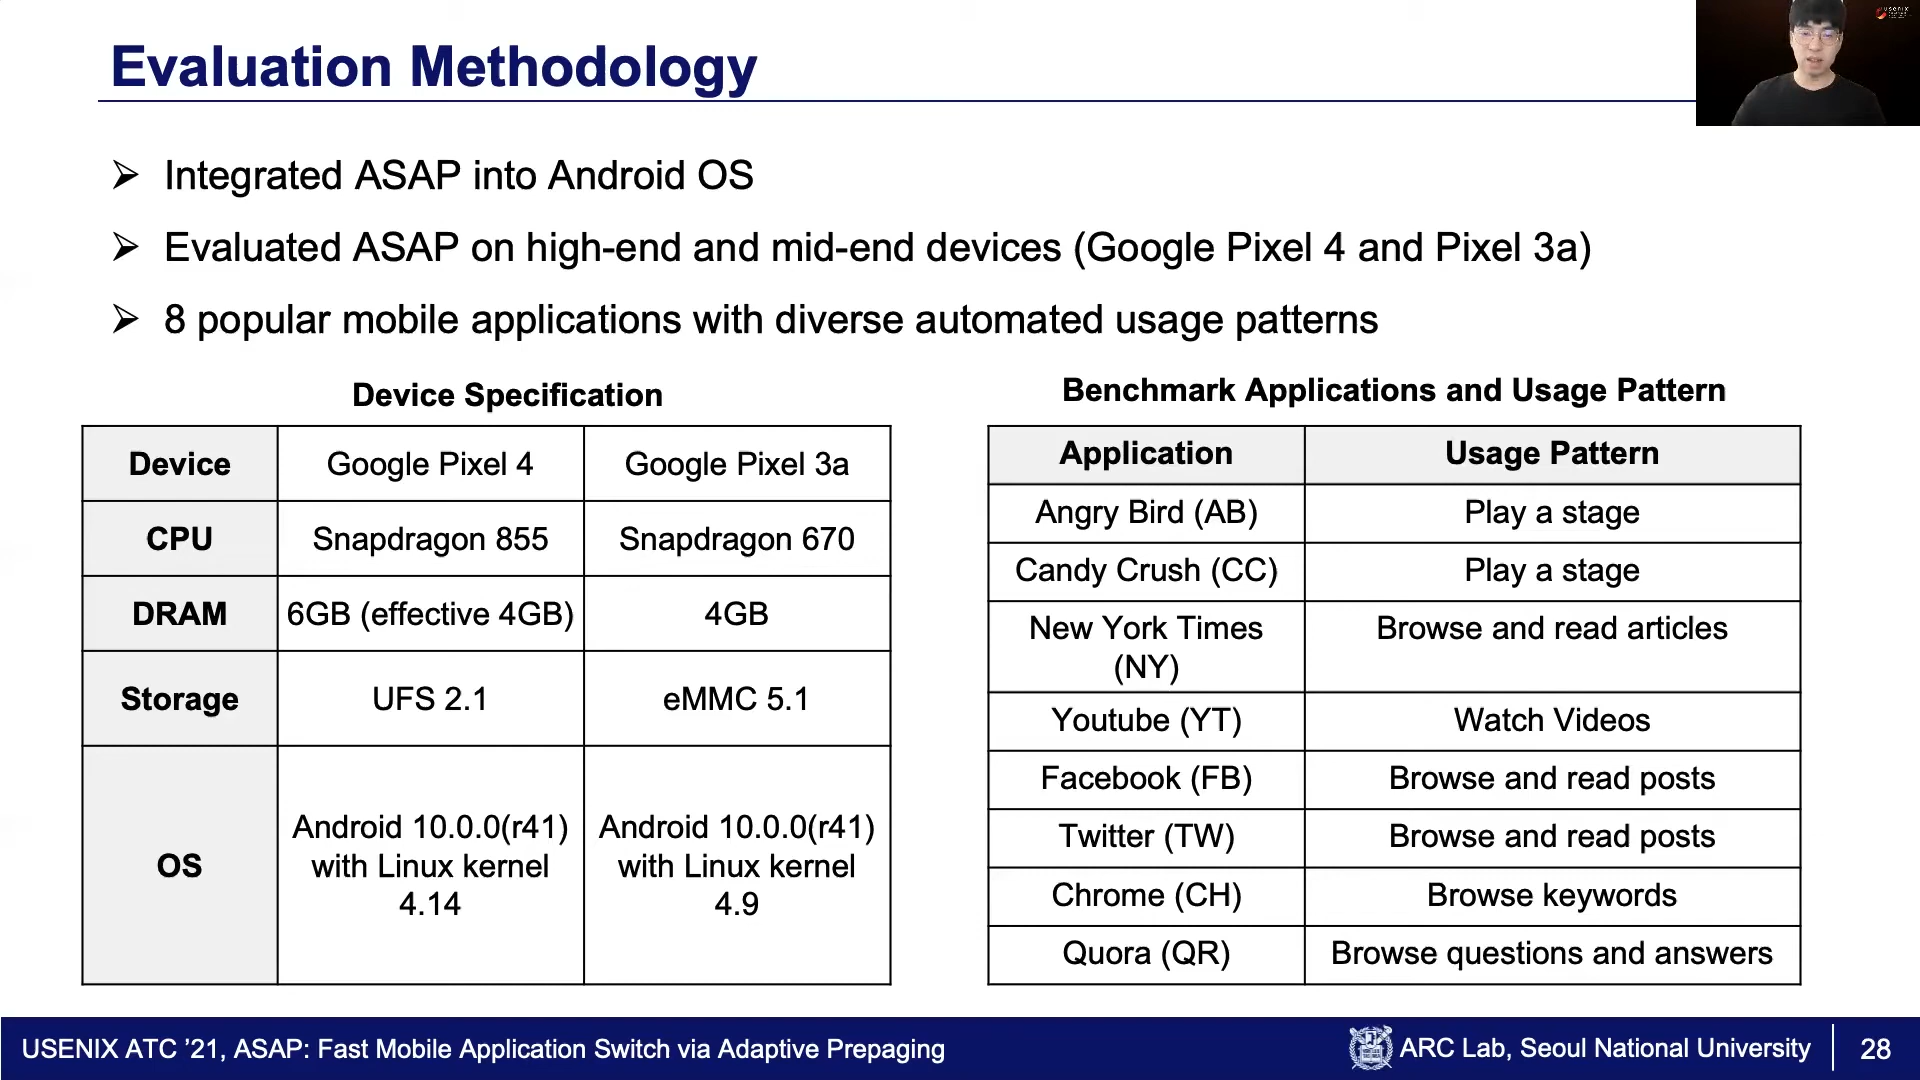 Evaluation Methodology
Integrated ASAP into Android OS
Evaluated ASAP on high-end and mid-end devices (Google Pixel 4 and Pixel 3a)
8 popular mobile applications with diverse automated usage patterns
Device Specification
Device Google Pixel 4 Google Pixel 3a
CPU Snapdragon 855 Snapdragon 670
DRAM 6GB (effective 4GB) 4GB
Storage UFS 2.1 eMMC 5.1
OS
Android 10.0.0(r41)
with Linux kernel
4.14
Android 10.0.0(r41)
with Linux kernel
4.9
Benchmark Applications and Usage Pattern
Application Usage Pattern
Angry Bird (AB) Play a stage
Candy Crush (CC) Play a stage
New York Times Browse and read articles
(NY)
Youtube (YT) Watch Videos
Facebook (FB) Browse and read posts
Twitter (TW) Browse and read posts
Chrome (CH) Browse keywords
Quora (QR) Browse questions and answers
USENIX ATC ’21, ASAP: Fast Mobile Application Switch via Adaptive Prepaging
ARC Lab, Seoul National University
28